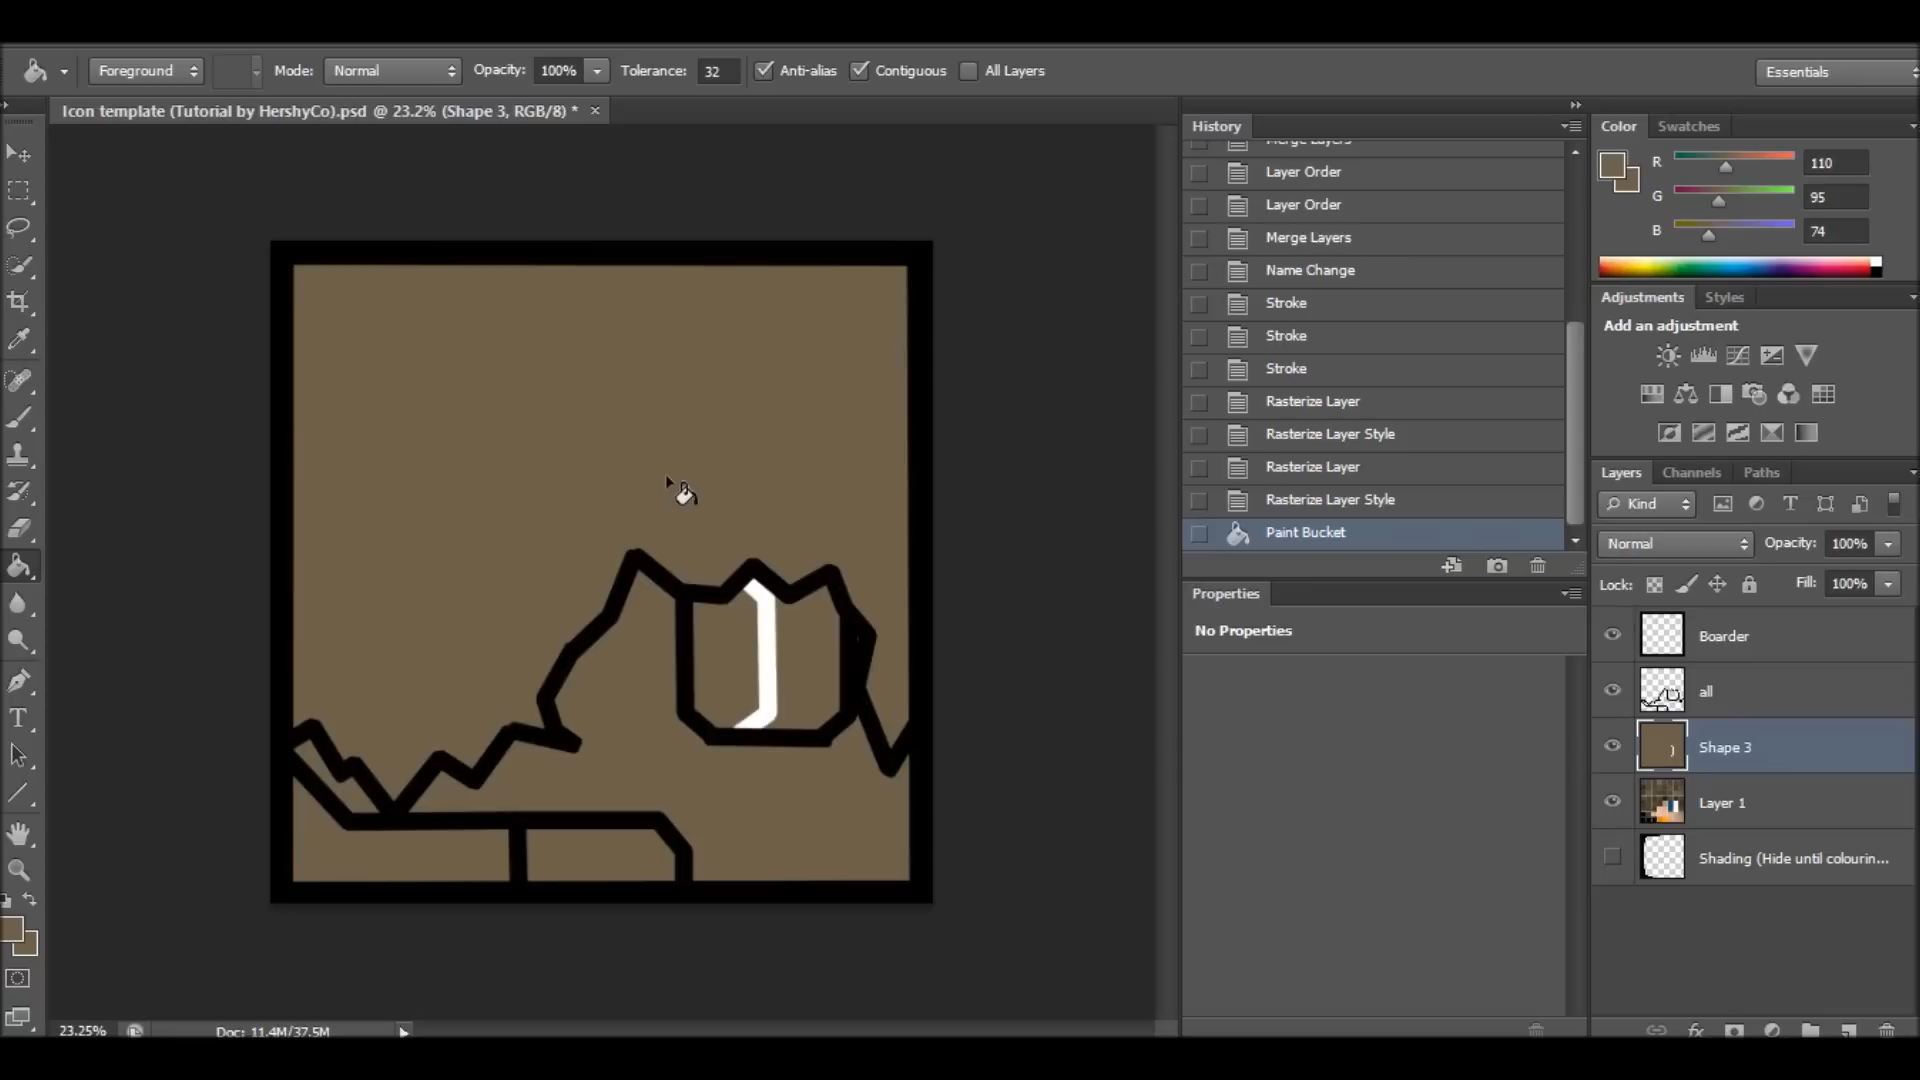 Foreground Mode: Normal Opacity: 100% Tolerance: 32 Anti-alias Contiguous All Layers Essentials
Icon template (Tutorial by HershyCo).psd @ 23.2% (Shape 3, RGB/8) * ×
History
Merge Layers
Layer Order
Layer Order
Merge Layers
Name Change
Stroke
Stroke
Stroke
Rasterize Layer
Rasterize Layer Style
Rasterize Layer
Rasterize Layer Style
Paint Bucket
Properties
No Properties
Color Swatches
R 110
G 95
B 74
Adjustments Styles
Add an adjustment
Layers Channels Paths
Kind
Normal Opacity: 100%
Lock: Fill: 100%
Boarder
all
Shape 3
Layer 1
Shading (Hide until colourin...
23.25% Doc: 11.4M/37.5M